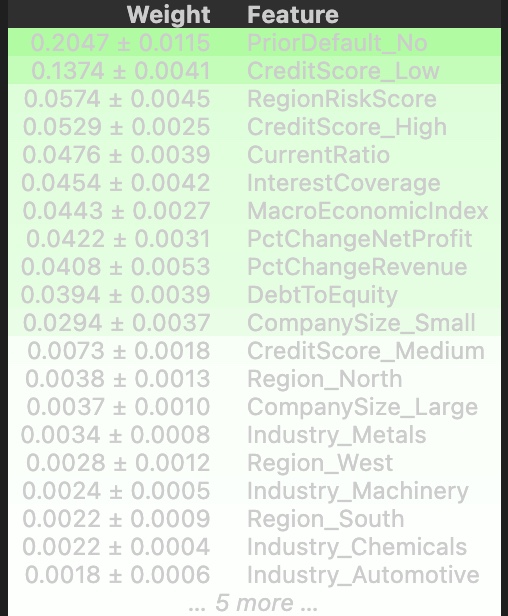 Weight Feature
0.2047 ± 0.0115 PriorDefault_No
0.1374 ± 0.0041 CreditScore_Low
0.0574 ± 0.0045 RegionRiskScore
0.0529 ± 0.0025 CreditScore_High
0.0476 ± 0.0039 CurrentRatio
0.0454 ± 0.0042 InterestCoverage
0.0443 ± 0.0027 MacroEconomicIndex
0.0422 ± 0.0031 PctChangeNetProfit
0.0408 ± 0.0053 PctChangeRevenue
0.0394 ± 0.0039 DebtToEquity
0.0294 ± 0.0037 CompanySize_Small
0.0073 ± 0.0018 CreditScore_Medium
0.0038 ± 0.0013 Region_North
0.0037 ± 0.0010 CompanySize_Large
0.0034 ± 0.0008 Industry_Metals
0.0028 ± 0.0012 Region_West
0.0024 ± 0.0005 Industry_Machinery
0.0022 ± 0.0009 Region_South
0.0022 ± 0.0004 Industry_Chemicals
0.0018 ± 0.0006 Industry_Automotive
... 5 more ...